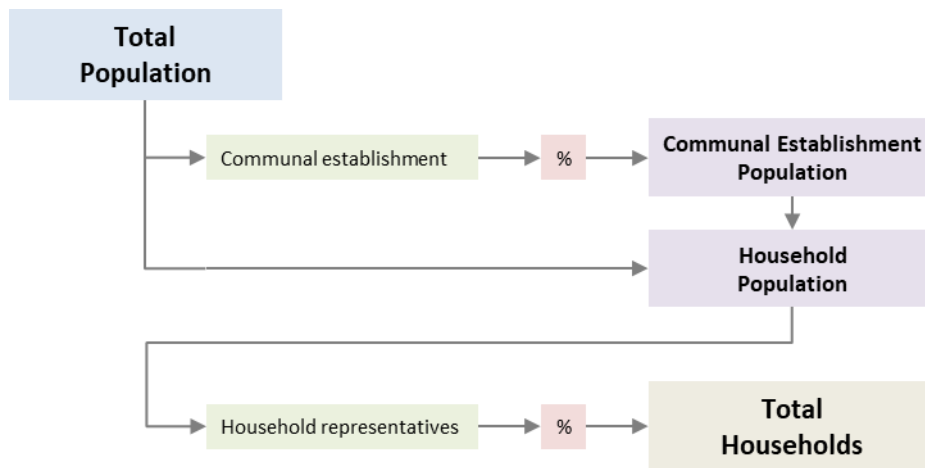 Total
Population
Communal establishment
%
Communal Establishment
Population
Household
Population
Household representatives
%
Total
Households